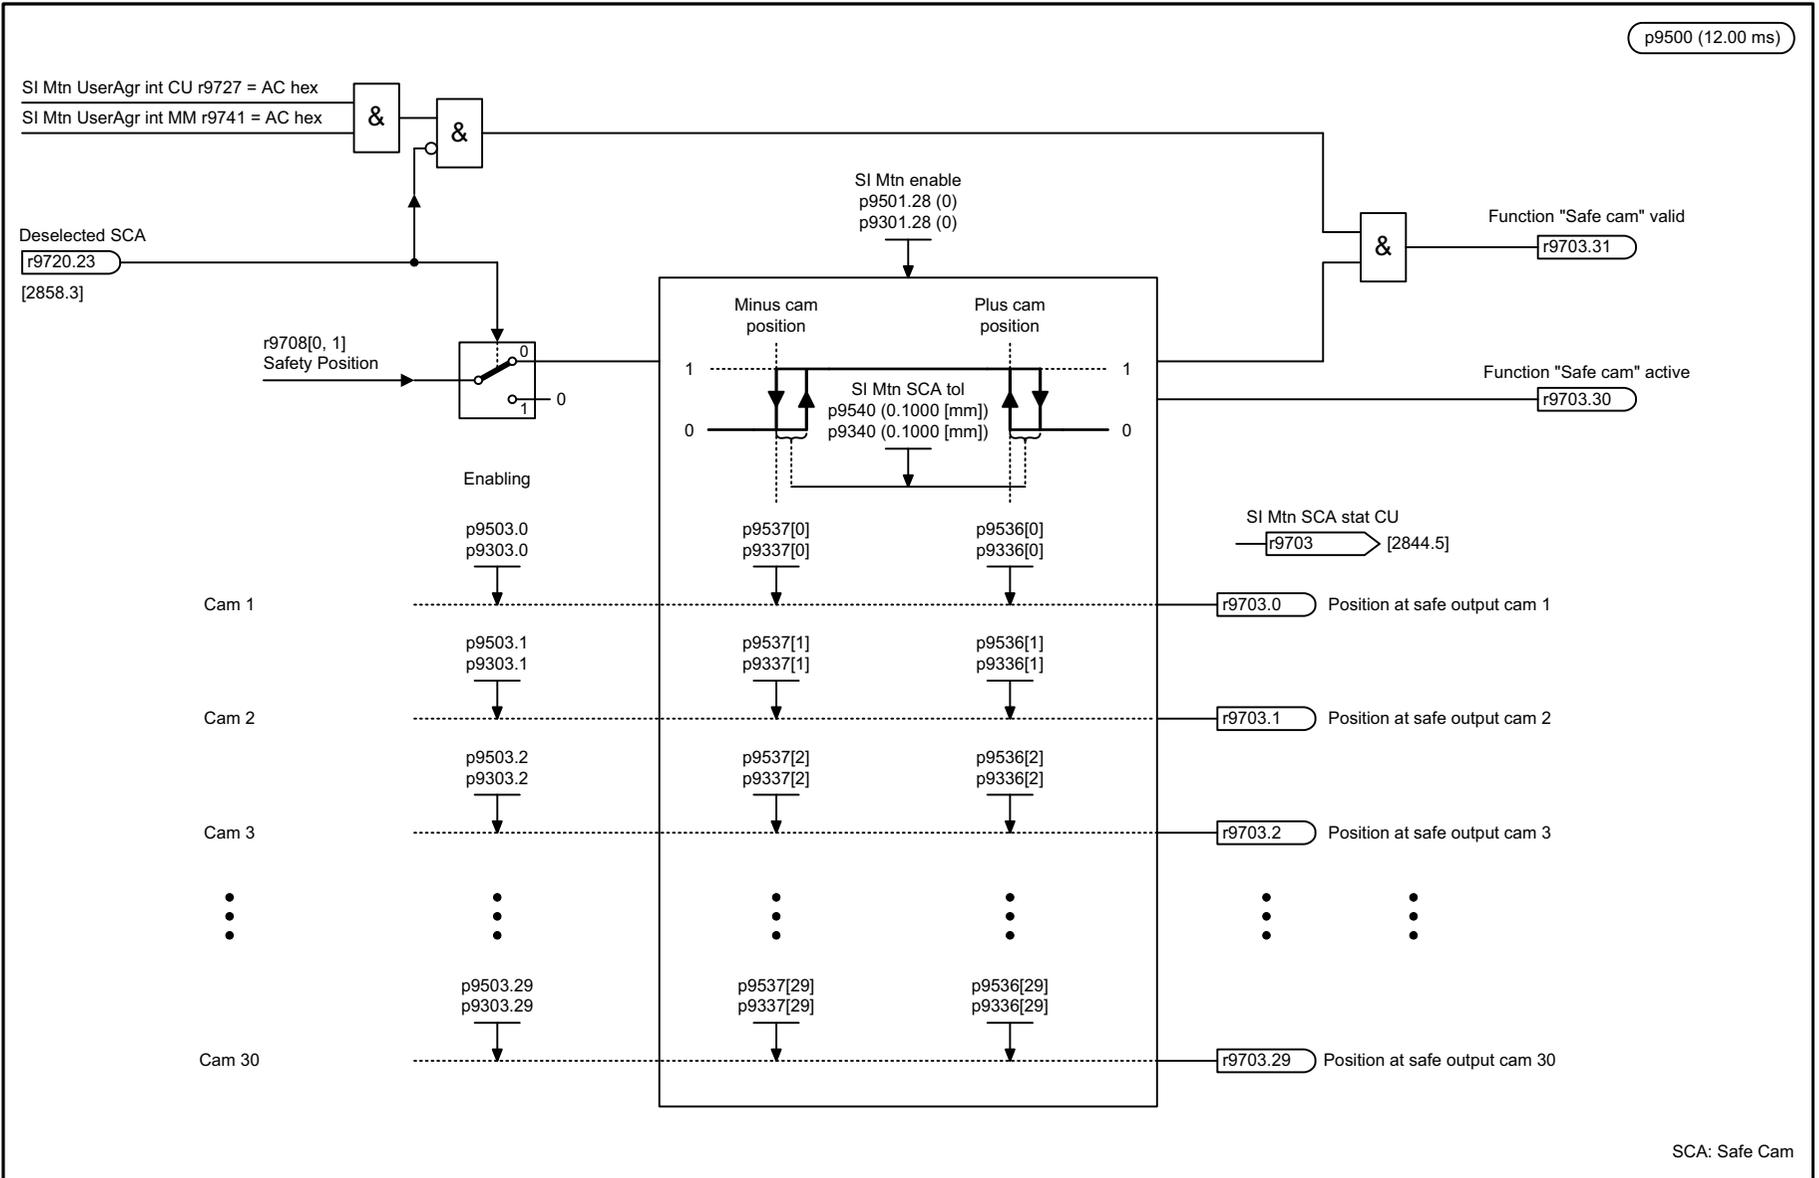 p9500 (12.00 ms)
SI Mtn UserAgr int CU r9727 = AC hex
SI Mtn UserAgr int MM r9741 = AC hex
&
&
SI Mtn enable
p9501.28 (0)
p9301.28 (0)
Function "Safe cam" valid
r9703.31
&
Deselected SCA
r9720.23
[2858.3]
Minus cam
position
Plus cam
position
r9708[0, 1]
Safety Position
0
1
0
1
1
SI Mtn SCA tol
p9540 (0.1000 [mm])
p9340 (0.1000 [mm])
0
0
Function "Safe cam" active
r9703.30
Enabling
SI Mtn SCA stat CU
r9703
[2844.5]
p9503.0
p9303.0
p9537[0]
p9337[0]
p9536[0]
p9336[0]
Cam 1
r9703.0
Position at safe output cam 1
p9503.1
p9303.1
p9537[1]
p9337[1]
p9536[1]
p9336[1]
Cam 2
r9703.1
Position at safe output cam 2
p9503.2
p9303.2
p9537[2]
p9337[2]
p9536[2]
p9336[2]
Cam 3
r9703.2
Position at safe output cam 3
p9503.29
p9303.29
p9537[29]
p9337[29]
p9536[29]
p9336[29]
Cam 30
r9703.29
Position at safe output cam 30
SCA: Safe Cam